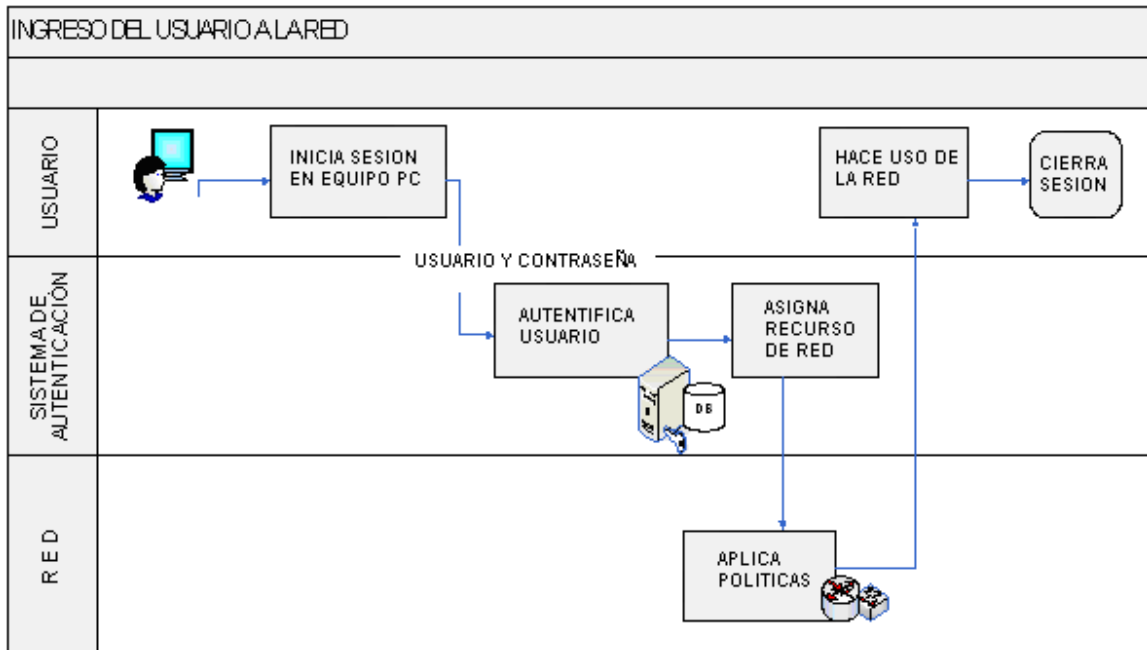 INGRESO DEL USUARIO A LA RED
USUARIO
INICIA SESION
EN EQUIPO PC
HACE USO DE
LA RED
CIERRA
SESION
USUARIO Y CONTRASEÑA
SISTEMA DE
AUTENTICACIÓN
AUTENTIFICA
USUARIO
ASIGNA
RECURSO
DE RED
DB
R E D
APLICA
POLITICAS